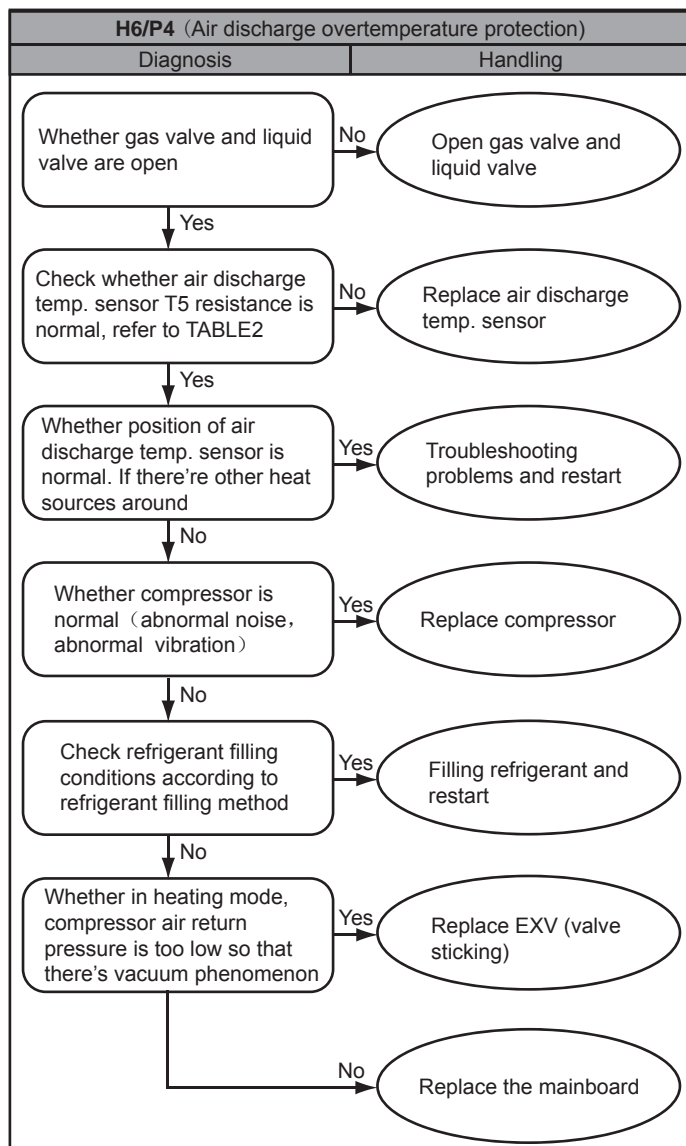 H6/P4（Air discharge overtemperature protection)
Diagnosis
Handling
Whether gas valve and liquid
valve are open
No
Open gas valve and
liquid valve
Yes
Check whether air discharge
temp. sensor T5 resistance is
normal, refer to TABLE2
No
Replace air discharge
temp. sensor
Yes
Whether position of air
discharge temp. sensor is
normal. If there're other heat
sources around
Yes
Troubleshooting
problems and restart
No
Whether compressor is
normal（abnormal noise，
abnormal vibration）
Yes
Replace compressor
No
Check refrigerant filling
conditions according to
refrigerant filling method
Yes
Filling refrigerant and
restart
No
Whether in heating mode,
compressor air return
pressure is too low so that
there's vacuum phenomenon
Yes
Replace EXV (valve
sticking)
No
Replace the mainboard